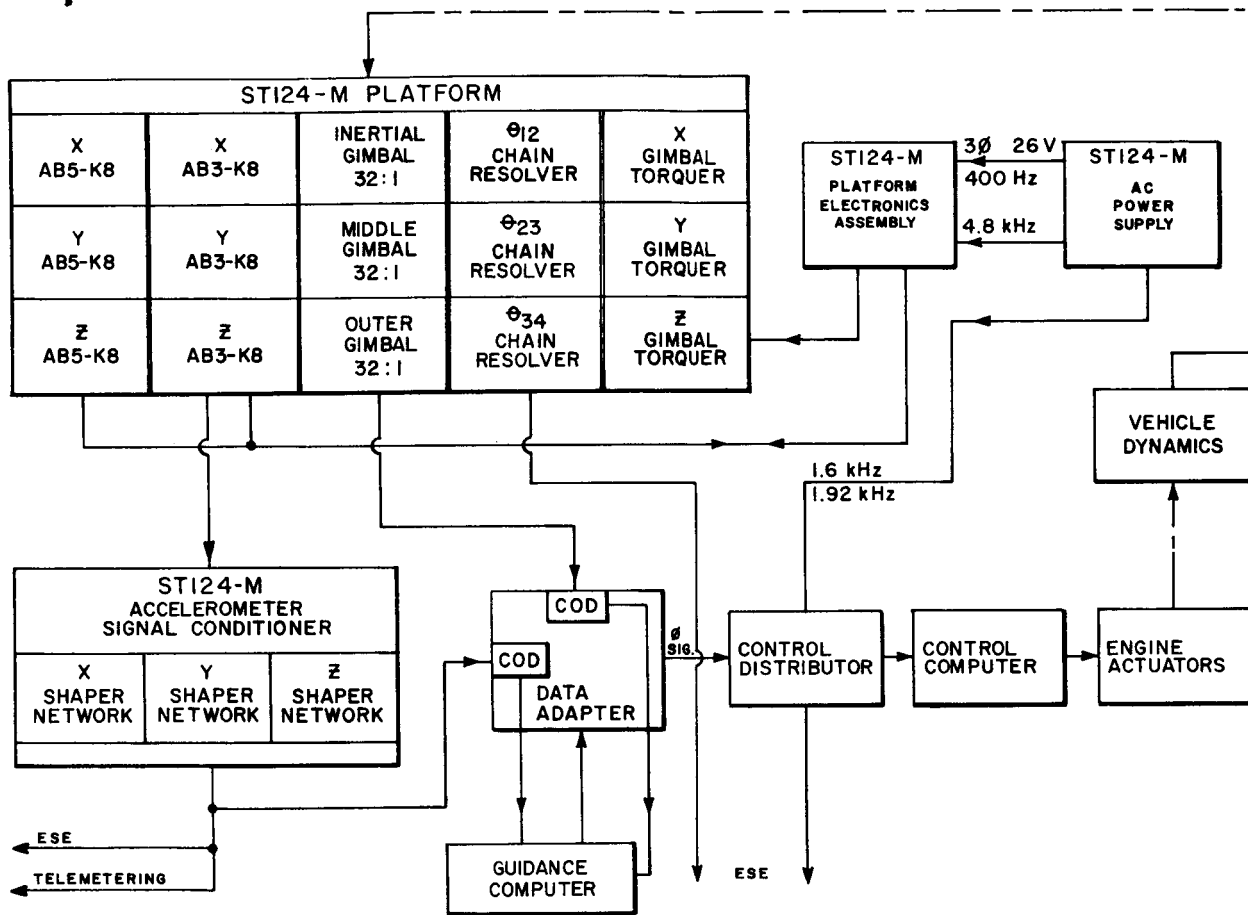 ST124-M PLATFORM
X
AB5-K8
X
AB3-K8
INERTIAL
GIMBAL
32:1
Θ12
CHAIN
RESOLVER
X
GIMBAL
TORQUER
Y
AB5-K8
Y
AB3-K8
MIDDLE
GIMBAL
32:1
Θ23
CHAIN
RESOLVER
Y
GIMBAL
TORQUER
Z
AB5-K8
Z
AB3-K8
OUTER
GIMBAL
32:1
Θ34
CHAIN
RESOLVER
Z
GIMBAL
TORQUER
ST124-M
PLATFORM
ELECTRONICS
ASSEMBLY
3Ø 26 V
400 Hz
4.8 kHz
ST124-M
AC
POWER
SUPPLY
VEHICLE
DYNAMICS
1.6 kHz
1.92 kHz
ST124-M
ACCELEROMETER
SIGNAL CONDITIONER
X
SHAPER
NETWORK
Y
SHAPER
NETWORK
Z
SHAPER
NETWORK
COD
COD
DATA
ADAPTER
Ø
SIG.
CONTROL
DISTRIBUTOR
CONTROL
COMPUTER
ENGINE
ACTUATORS
ESE
TELEMETERING
GUIDANCE
COMPUTER
ESE